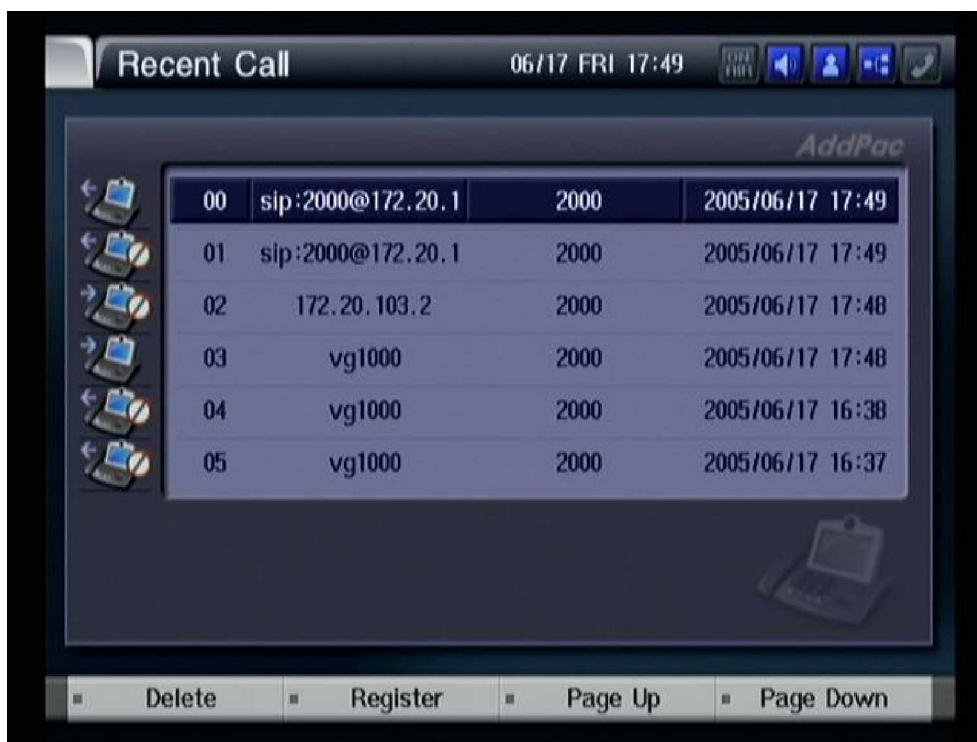 Recent Call 06/17 FRI 17:49 ON AIR
AddPac
00 sip:2000@172.20.1 2000 2005/06/17 17:49
01 sip:2000@172.20.1 2000 2005/06/17 17:49
02 172.20.103.2 2000 2005/06/17 17:48
03 vg1000 2000 2005/06/17 17:48
04 vg1000 2000 2005/06/17 16:38
05 vg1000 2000 2005/06/17 16:37
Delete Register Page Up Page Down